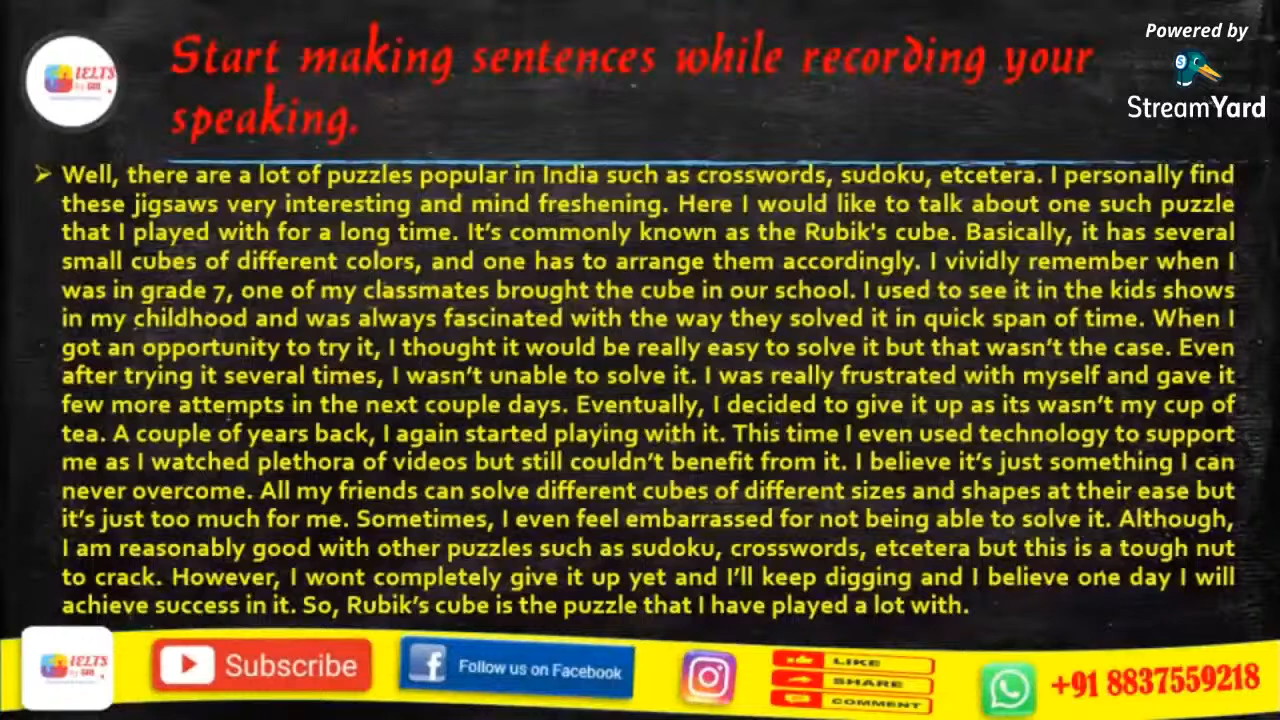 Powered by
StreamYard
IELTS
by GURI
Start making sentences while recording your
speaking.
➢ Well, there are a lot of puzzles popular in India such as crosswords, sudoku, etcetera. I personally find
these jigsaws very interesting and mind freshening. Here I would like to talk about one such puzzle
that I played with for a long time. It's commonly known as the Rubik's cube. Basically, it has several
small cubes of different colors, and one has to arrange them accordingly. I vividly remember when I
was in grade 7, one of my classmates brought the cube in our school. I used to see it in the kids shows
in my childhood and was always fascinated with the way they solved it in quick span of time. When I
got an opportunity to try it, I thought it would be really easy to solve it but that wasn't the case. Even
after trying it several times, I wasn't unable to solve it. I was really frustrated with myself and gave it
few more attempts in the next couple days. Eventually, I decided to give it up as its wasn't my cup of
tea. A couple of years back, I again started playing with it. This time I even used technology to support
me as I watched plethora of videos but still couldn't benefit from it. I believe it's just something I can
never overcome. All my friends can solve different cubes of different sizes and shapes at their ease but
it's just too much for me. Sometimes, I even feel embarrassed for not being able to solve it. Although,
I am reasonably good with other puzzles such as sudoku, crosswords, etcetera but this is a tough nut
to crack. However, I wont completely give it up yet and I'll keep digging and I believe one day I will
achieve success in it. So, Rubik's cube is the puzzle that I have played a lot with.
IELTS
Subscribe
Follow us on Facebook
LIKE
SHARE
COMMENT
+91 8837559218